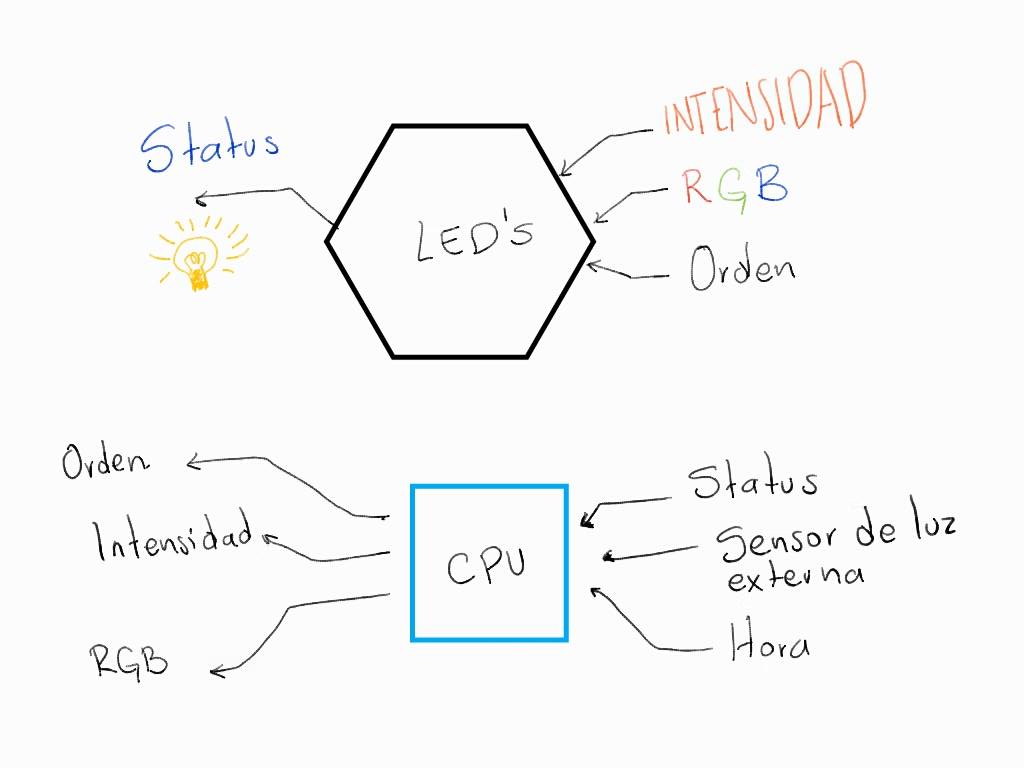 INTENSIDAD
Status
RGB
LED's
Orden
Orden
Status
Intensidad
Sensor de luz
externa
CPU
Hora
RGB